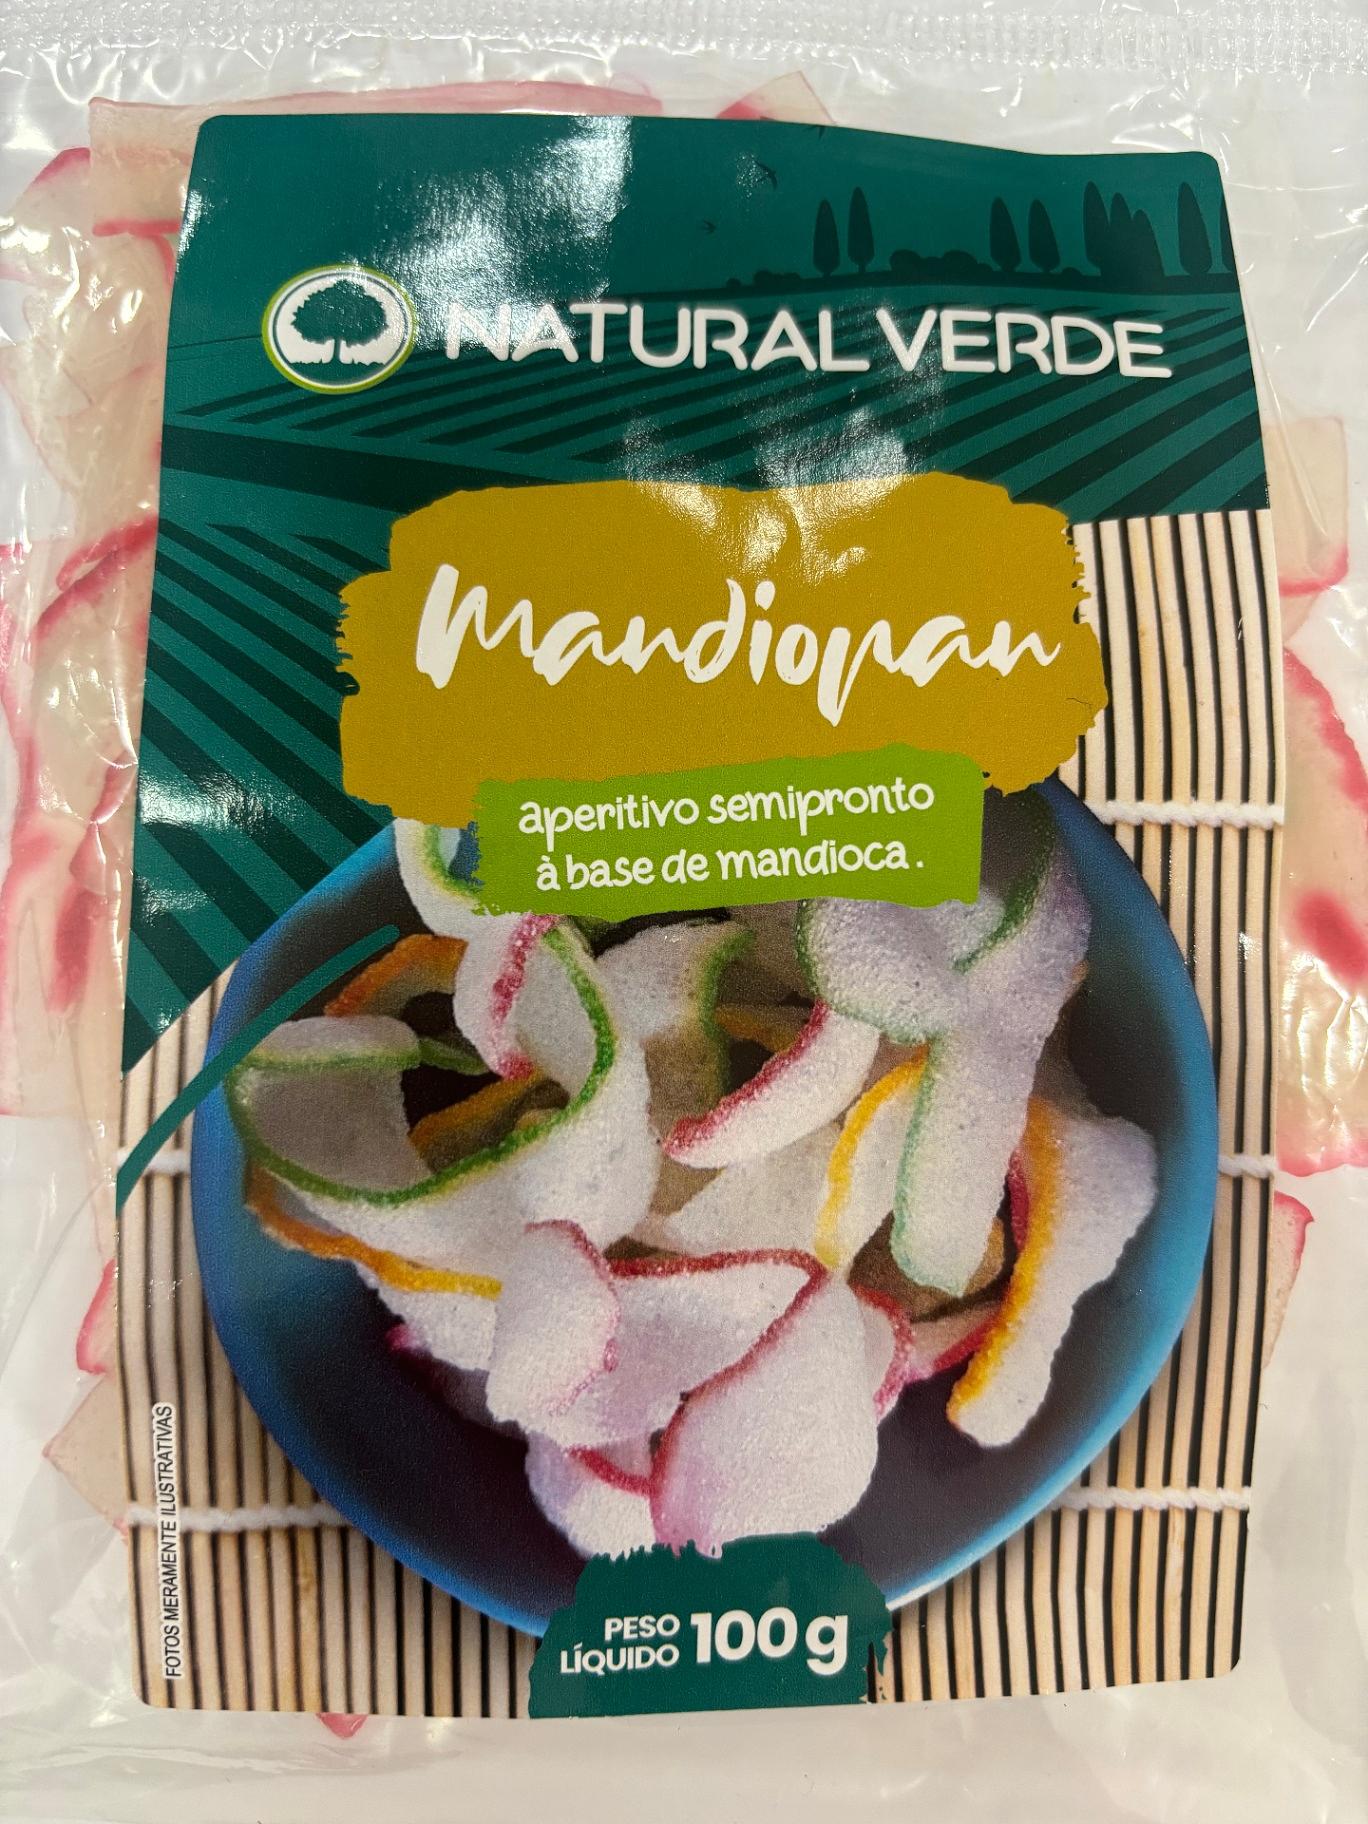 NATURAL VERDE
Mandiopan
aperitivo semipronto
à base de mandioca.
FOTOS MERAMENTE ILUSTRATIVAS
PESO
LÍQUIDO 100g